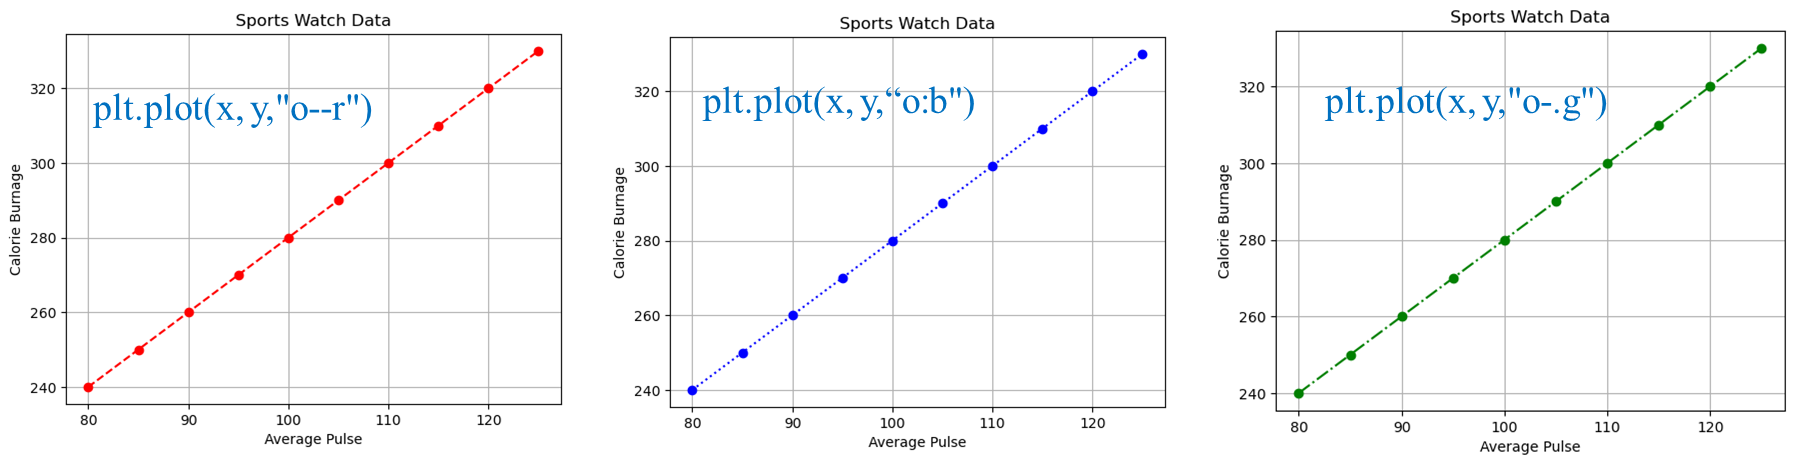 Sports Watch Data
plt.plot(x, y,"o--r")
320
300
280
260
240
80 90 100 110 120
Calorie Burnage
Average Pulse
Sports Watch Data
plt.plot(x, y,“o:b")
320
300
280
260
240
80 90 100 110 120
Calorie Burnage
Average Pulse
Sports Watch Data
plt.plot(x, y,"o-.g")
320
300
280
260
240
80 90 100 110 120
Calorie Burnage
Average Pulse